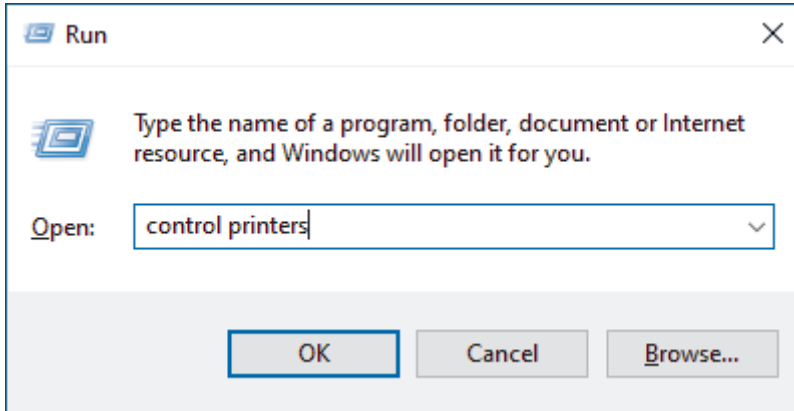 Run
Type the name of a program, folder, document or Internet
resource, and Windows will open it for you.
Open: control printers
OK Cancel Browse...